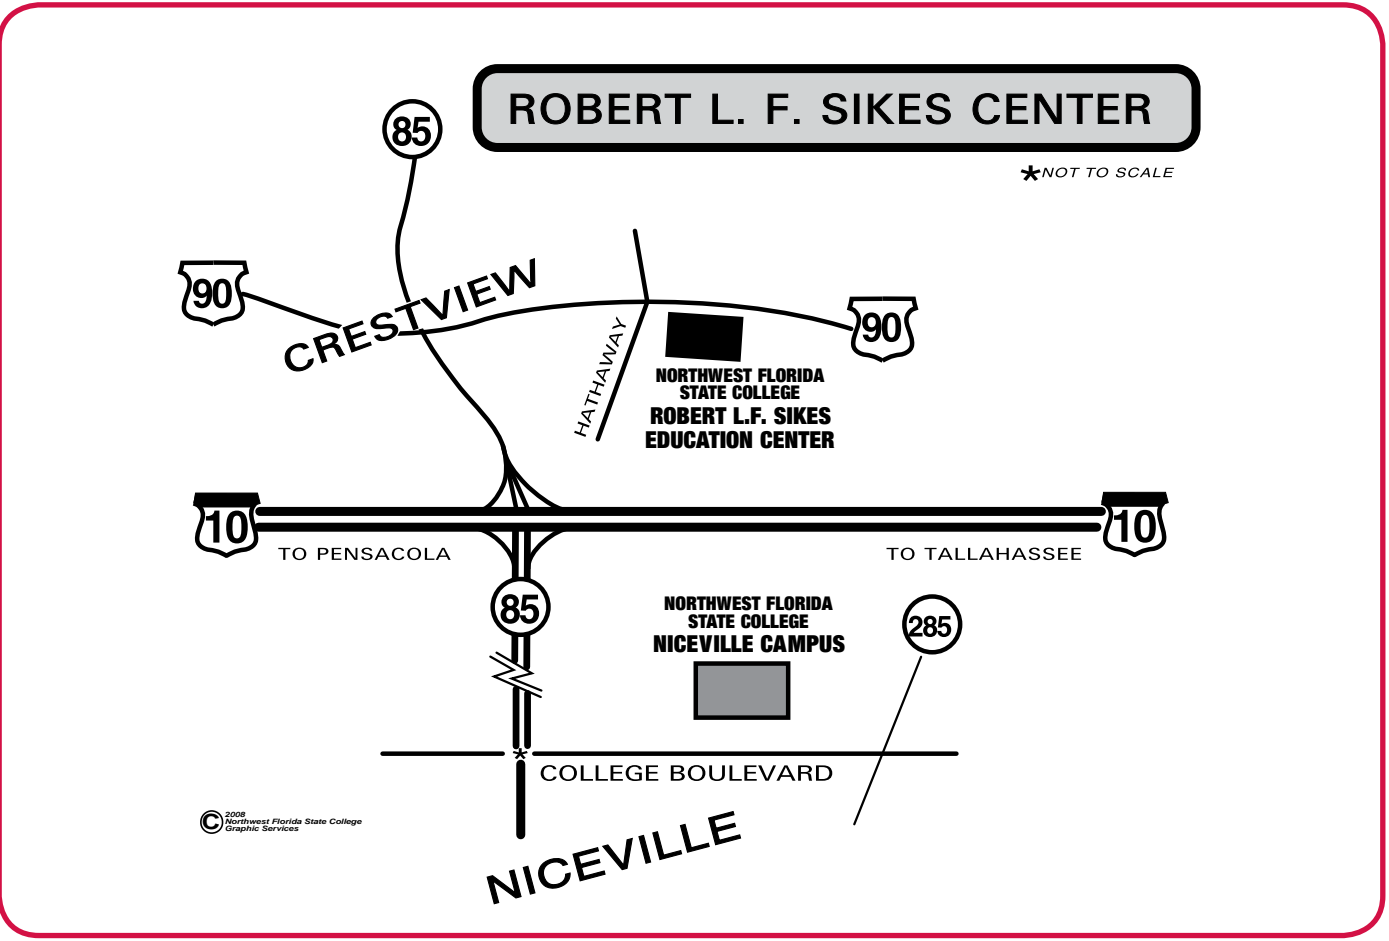 ROBERT L. F. SIKES CENTER
*NOT TO SCALE
85
90
CRESTVIEW
HATHAWAY
90
NORTHWEST FLORIDA
STATE COLLEGE
ROBERT L.F. SIKES
EDUCATION CENTER
10
10
TO PENSACOLA
TO TALLAHASSEE
85
NORTHWEST FLORIDA
STATE COLLEGE
NICEVILLE CAMPUS
285
*
COLLEGE BOULEVARD
NICEVILLE
© 2008
Northwest Florida State College
Graphic Services